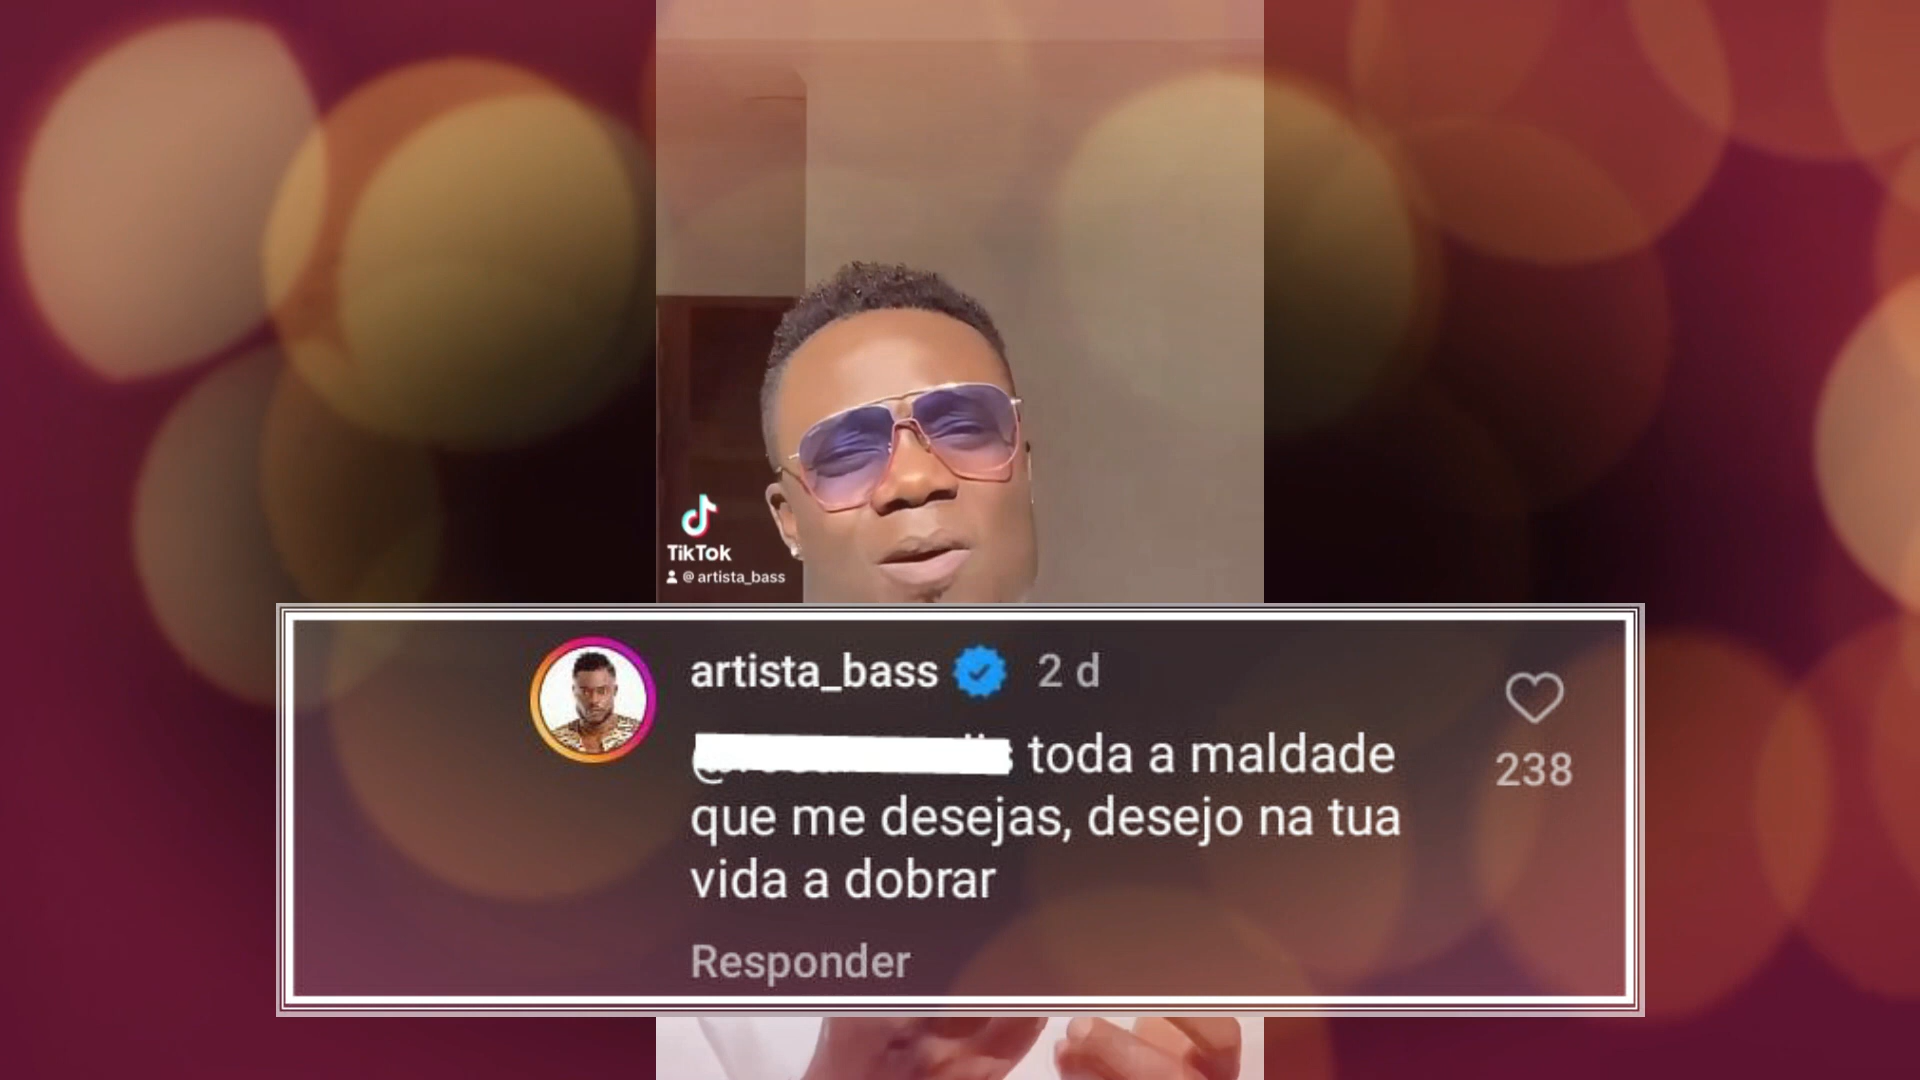 TikTok
@artista_bass
artista_bass 2 d
toda a maldade
que me desejas, desejo na tua
vida a dobrar
238
Responder